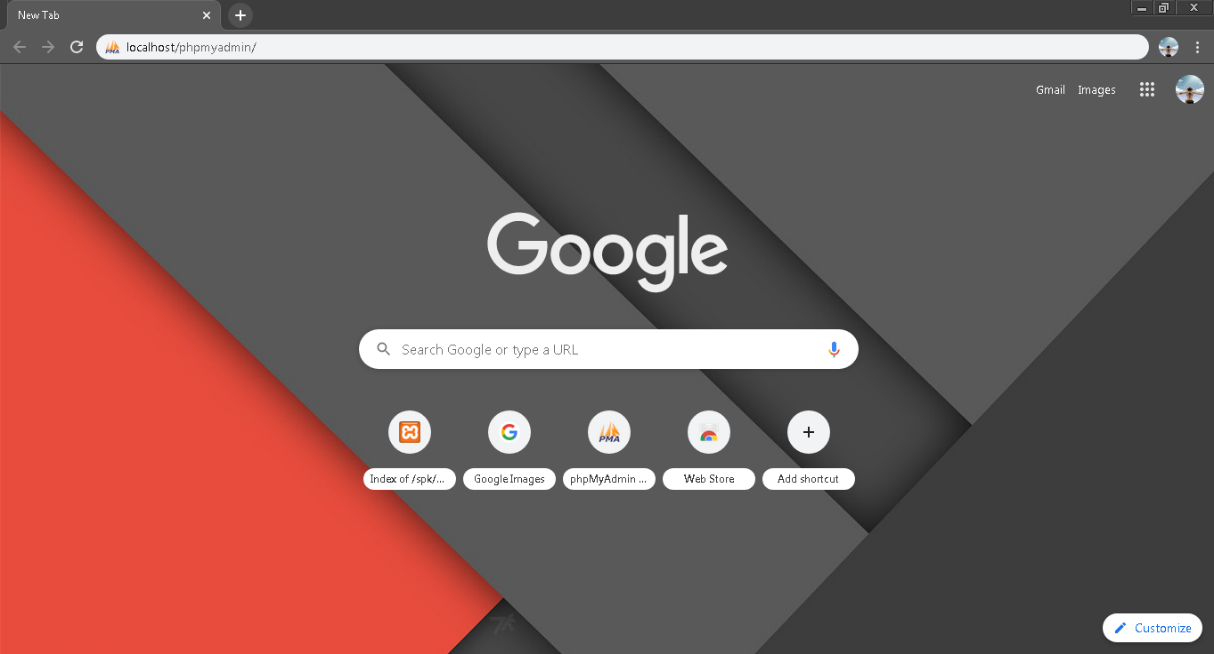 New Tab
localhost/phpmyadmin/
Gmail Images
Google
Search Google or type a URL
PMA
Index of /spk/...
Google Images
phpMyAdmin ...
Web Store
Add shortcut
Customize